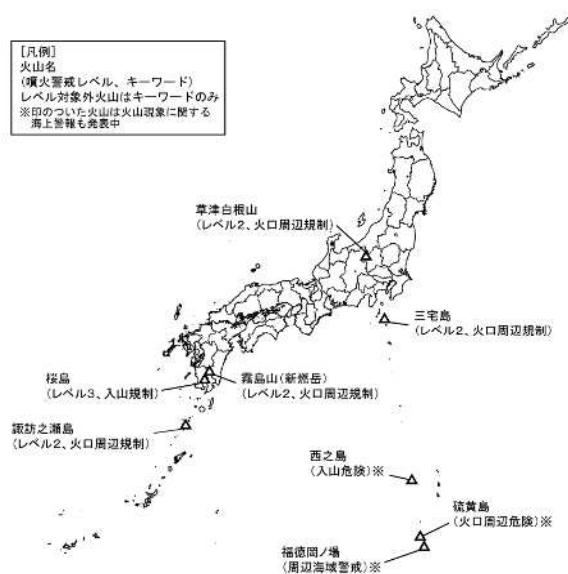 [凡例]
火山名
(噴火警戒レベル、キーワード)
レベル対象外火山はキーワードのみ
※印のついた火山は火山現象に関する
海上警報も発表中
草津白根山
(レベル2、火口周辺規制)
三宅島
(レベル2、火口周辺規制)
桜島
(レベル3、入山規制)
霧島山(新燃岳)
(レベル2、火口周辺規制)
諏訪之瀬島
(レベル2、火口周辺規制)
西之島
(入山危険)※
硫黄島
(火口周辺危険)※
福徳岡ノ場
(周辺海域警戒)※